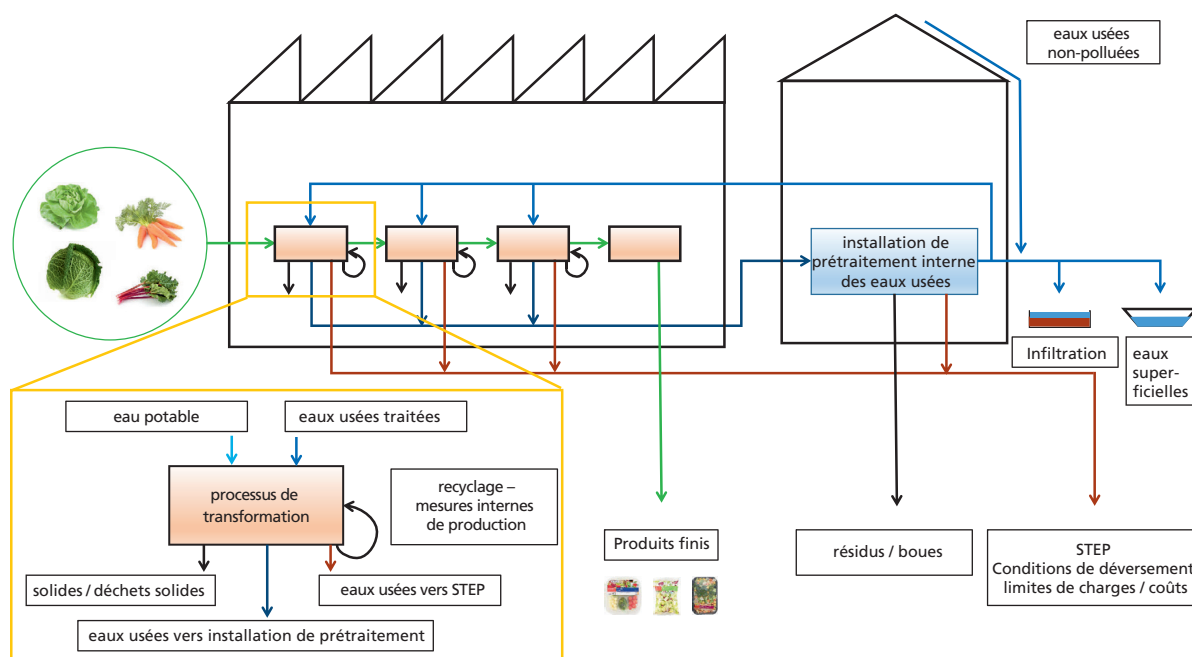 eaux usées
non-polluées
installation de
prétraitement interne
des eaux usées
Infiltration
eaux
super-
ficielles
eau potable
eaux usées traitées
processus de
transformation
recyclage –
mesures internes
de production
solides / déchets solides
eaux usées vers STEP
eaux usées vers installation de prétraitement
Produits finis
résidus / boues
STEP
Conditions de déversement
limites de charges / coûts